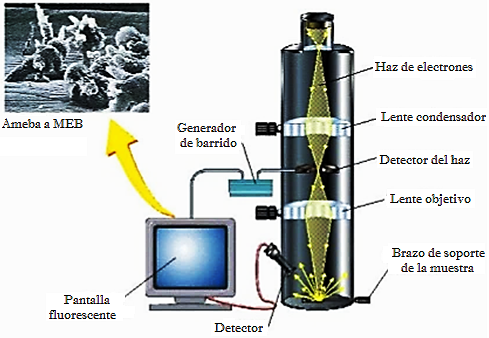 Ameba a MEB
Generador
de barrido
Haz de electrones
Lente condensador
Detector del haz
Lente objetivo
Brazo de soporte
de la muestra
Pantalla
fluorescente
Detector